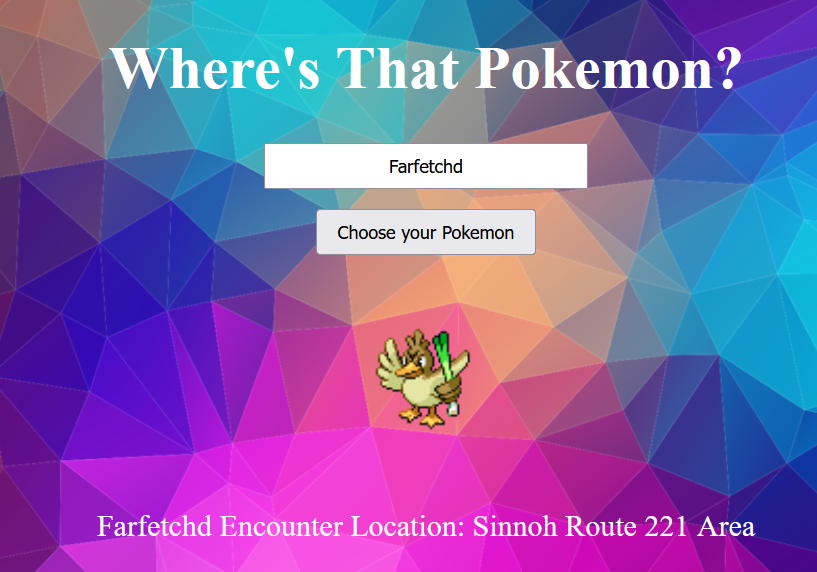 Where's That Pokemon?
Farfetchd
Choose your Pokemon
Farfetchd Encounter Location: Sinnoh Route 221 Area